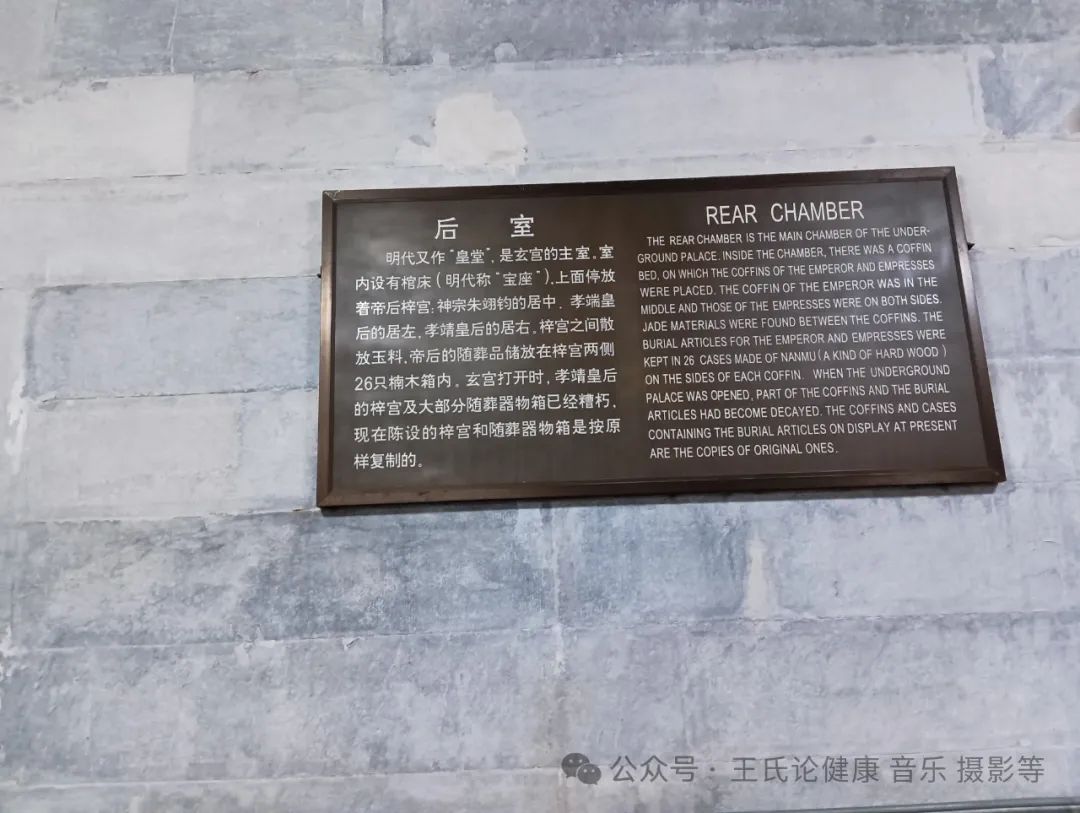 后 室
明代又作“皇堂”,是玄宫的主室。室
内设有棺床(明代称“宝座”),上面停放
着帝后梓宫:神宗朱翊钧的居中,孝端皇
后的居左,孝靖皇后的居右。梓宫之间散
放玉料,帝后的随葬品储放在梓宫两侧
26只楠木箱内。玄宫打开时,孝靖皇后
的梓宫及大部分随葬器物箱已经糟朽,
现在陈设的梓宫和随葬器物箱是按原
样复制的。
REAR CHAMBER
THE REAR CHAMBER IS THE MAIN CHAMBER OF THE UNDER-
GROUND PALACE. INSIDE THE CHAMBER, THERE WAS A COFFIN
BED, ON WHICH THE COFFINS OF THE EMPEROR AND EMPRESSES
WERE PLACED. THE COFFIN OF THE EMPEROR WAS IN THE
MIDDLE AND THOSE OF THE EMPRESSES WERE ON BOTH SIDES.
JADE MATERIALS WERE FOUND BETWEEN THE COFFINS. THE
BURIAL ARTICLES FOR THE EMPEROR AND EMPRESSES WERE
KEPT IN 26 CASES MADE OF NANMU(A KIND OF HARD WOOD)
ON THE SIDES OF EACH COFFIN. WHEN THE UNDERGROUND
PALACE WAS OPENED, PART OF THE COFFINS AND THE BURIAL
ARTICLES HAD BECOME DECAYED. THE COFFINS AND CASES
CONTAINING THE BURIAL ARTICLES ON DISPLAY AT PRESENT
ARE THE COPIES OF ORIGINAL ONES.
公众号·王氏论健康 音乐 摄影等